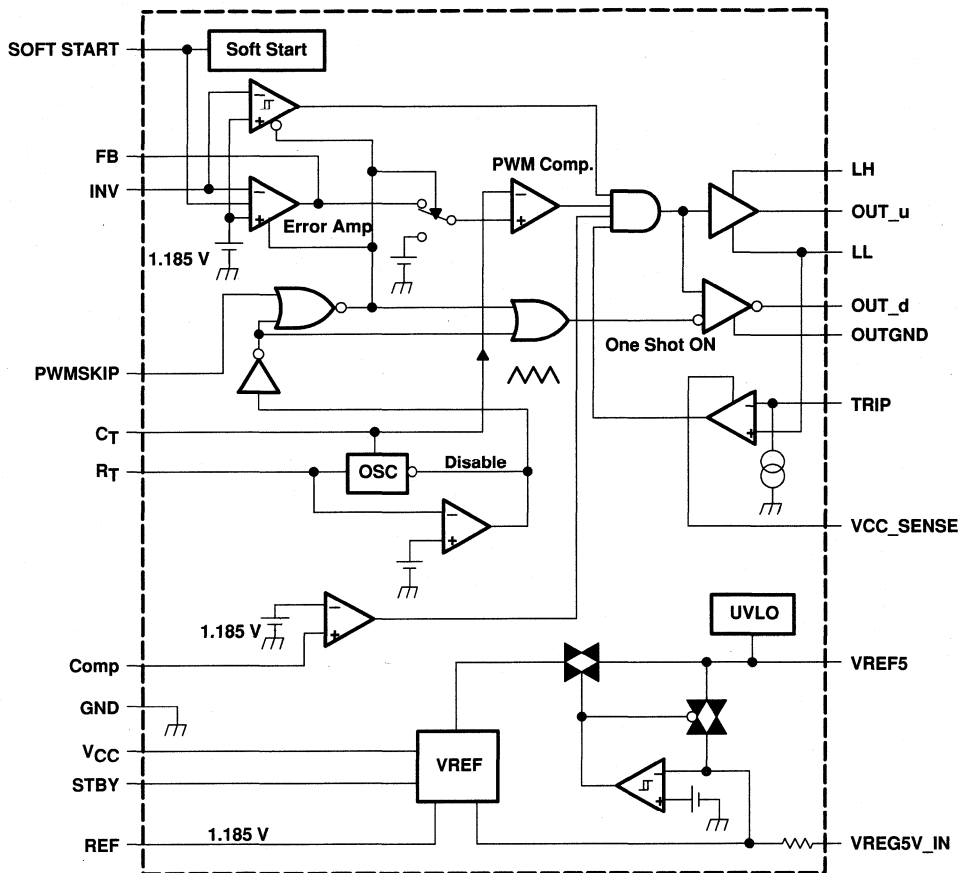 SOFT START
Soft Start
FB
INV
PWM Comp.
Error Amp
1.185 V
LH
OUT_u
LL
OUT_d
OUTGND
One Shot ON
PWMSKIP
TRIP
CT
RT
OSC
Disable
VCC_SENSE
1.185 V
UVLO
Comp
VREF5
GND
VCC
VREF
STBY
REF
1.185 V
VREG5V_IN